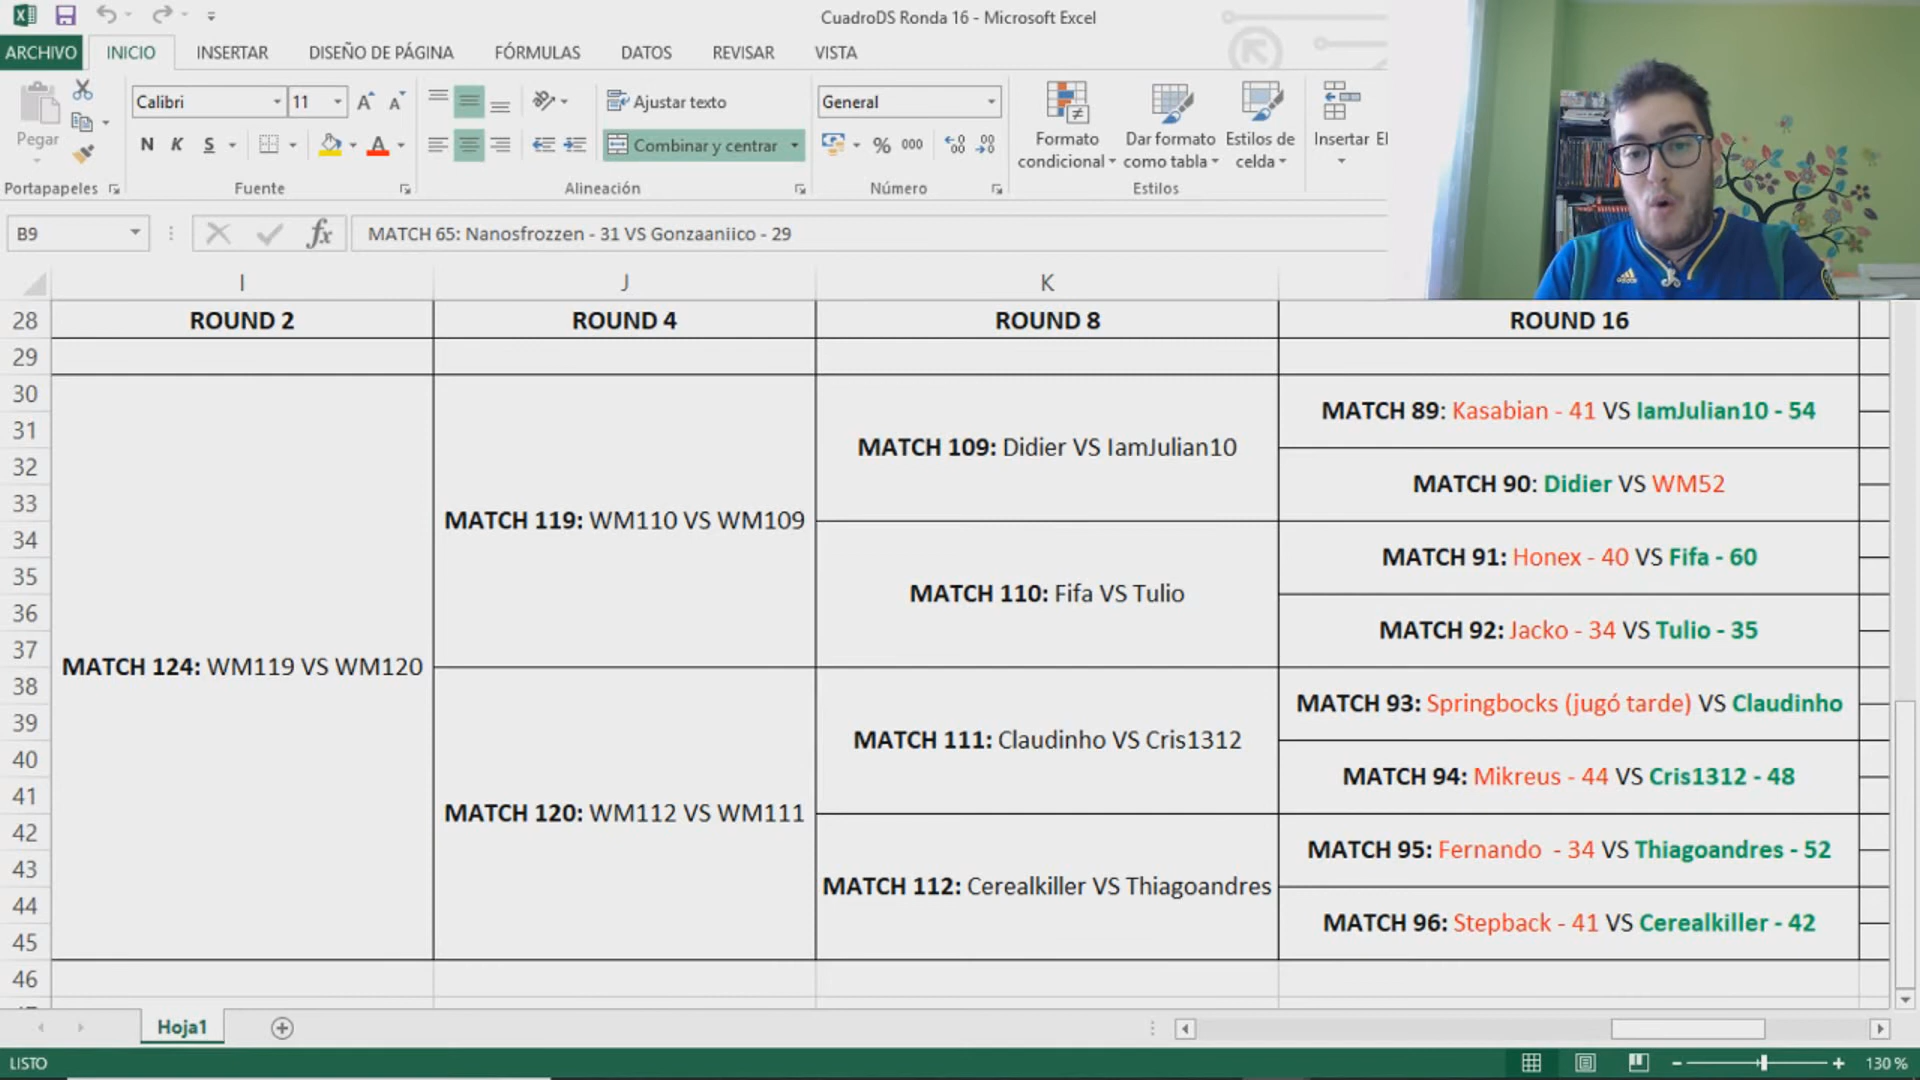 CuadroDS Ronda 16 - Microsoft Excel
ARCHIVO INICIO INSERTAR DISEÑO DE PÁGINA FÓRMULAS DATOS REVISAR VISTA
Calibri 11 Ajustar texto General
Pegar N K S Combinar y centrar % 000
Formato condicional Dar formato como tabla Estilos de celda Insertar El
Portapapeles Fuente Alineación Número Estilos
B9 fx MATCH 65: Nanosfrozzen - 31 VS Gonzaaniico - 29
I J K
28 ROUND 2 ROUND 4 ROUND 8 ROUND 16
29
30
MATCH 89: Kasabian - 41 VS IamJulian10 - 54
31
MATCH 109: Didier VS IamJulian10
32
MATCH 90: Didier VS WM52
33
MATCH 119: WM110 VS WM109
34
MATCH 91: Honex - 40 VS Fifa - 60
35
MATCH 110: Fifa VS Tulio
36
MATCH 92: Jacko - 34 VS Tulio - 35
37
MATCH 124: WM119 VS WM120
38
MATCH 93: Springbocks (jugó tarde) VS Claudinho
39
MATCH 111: Claudinho VS Cris1312
40
MATCH 94: Mikreus - 44 VS Cris1312 - 48
41
MATCH 120: WM112 VS WM111
42
MATCH 95: Fernando - 34 VS Thiagoandres - 52
43
MATCH 112: Cerealkiller VS Thiagoandres
44
MATCH 96: Stepback - 41 VS Cerealkiller - 42
45
46
Hoja1
LISTO 130 %